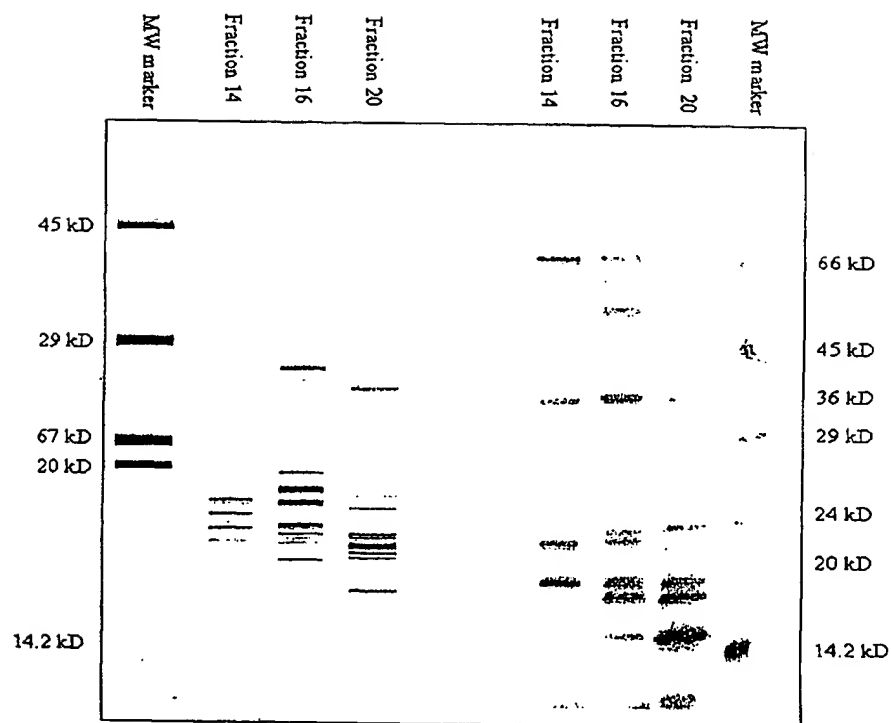 MW marker
Fraction 14
Fraction 16
Fraction 20
Fraction 14
Fraction 16
Fraction 20
MW marker
45 kD
29 kD
67 kD
20 kD
14.2 kD
66 kD
45 kD
36 kD
29 kD
24 kD
20 kD
14.2 kD